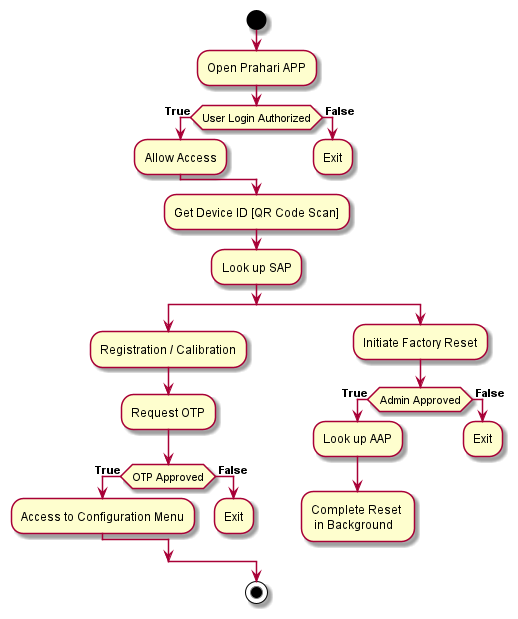 Open Prahari APP
True
User Login Authorized
False
Allow Access
Exit
Get Device ID [QR Code Scan]
Look up SAP
Registration / Calibration
Request OTP
True
OTP Approved
False
Access to Configuration Menu
Exit
Initiate Factory Reset
True
Admin Approved
False
Look up AAP
Exit
Complete Reset
in Background